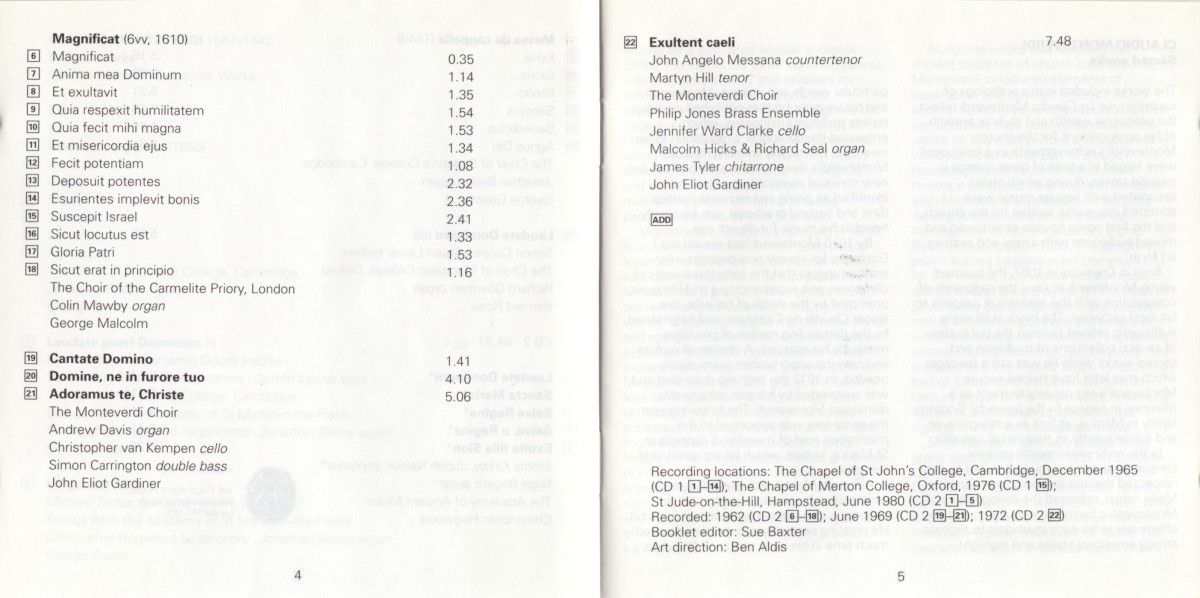 Magnificat (6vv, 1610)
6 Magnificat 0.35
7 Anima mea Dominum 1.14
8 Et exultavit 1.35
9 Quia respexit humilitatem 1.54
10 Quia fecit mihi magna 1.53
11 Et misericordia ejus 1.34
12 Fecit potentiam 1.08
13 Deposuit potentes 2.32
14 Esurientes implevit bonis 2.36
15 Suscepit Israel 2.41
16 Sicut locutus est 1.33
17 Gloria Patri 1.53
18 Sicut erat in principio 1.16
The Choir of the Carmelite Priory, London
Colin Mawby organ
George Malcolm
19 Cantate Domino 1.41
20 Domine, ne in furore tuo 4.10
21 Adoramus te, Christe 5.06
The Monteverdi Choir
Andrew Davis organ
Christopher van Kempen cello
Simon Carrington double bass
John Eliot Gardiner
4
22 Exultent caeli 7.48
John Angelo Messana countertenor
Martyn Hill tenor
The Monteverdi Choir
Philip Jones Brass Ensemble
Jennifer Ward Clarke cello
Malcolm Hicks & Richard Seal organ
James Tyler chitarrone
John Eliot Gardiner
ADD
Recording locations: The Chapel of St John's College, Cambridge, December 1965
(CD 1 1–14), The Chapel of Merton College, Oxford, 1976 (CD 1 15);
St Jude-on-the-Hill, Hampstead, June 1980 (CD 2 1–5)
Recorded: 1962 (CD 2 6–18); June 1969 (CD 2 19–21); 1972 (CD 2 22)
Booklet editor: Sue Baxter
Art direction: Ben Aldis
5